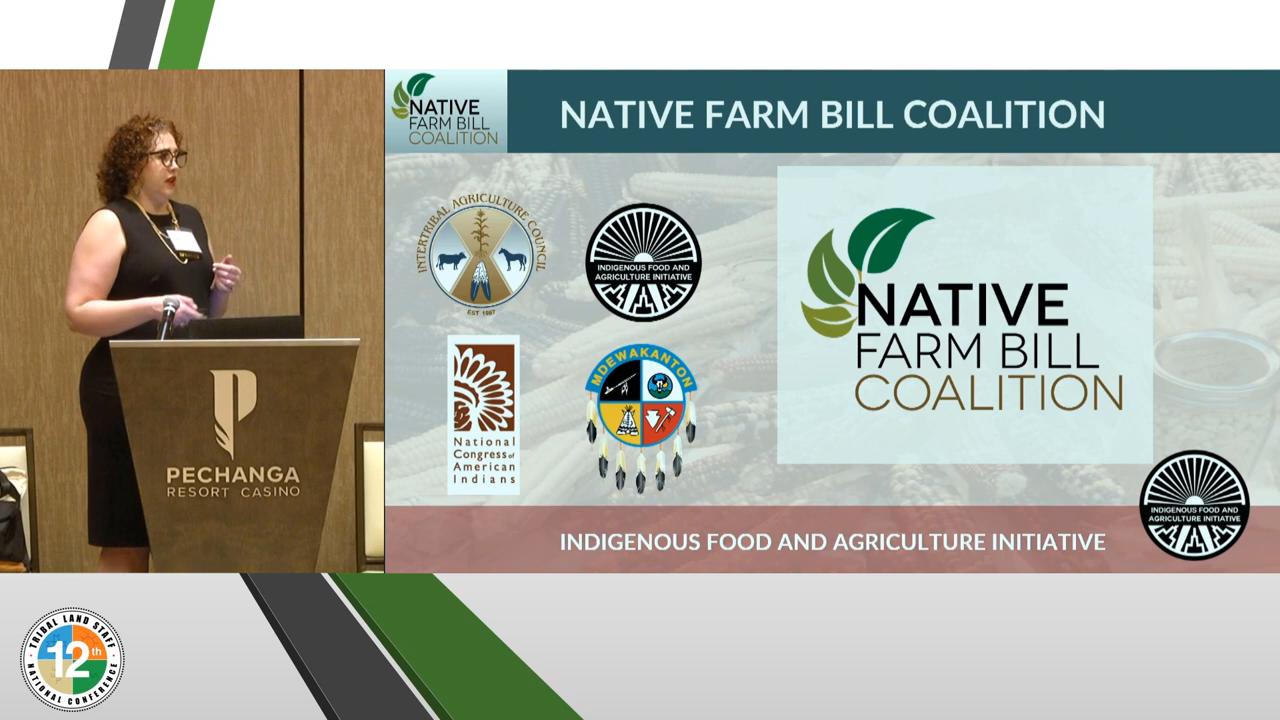 NATIVE
FARM BILL
COALITION
NATIVE FARM BILL COALITION
INTERTRIBAL AGRICULTURE COUNCIL
EST 1987
INDIGENOUS FOOD AND
AGRICULTURE INITIATIVE
National
Congress of
American
Indians
MDEWAKANTON
NATIVE
FARM BILL
COALITION
PECHANGA
RESORT CASINO
INDIGENOUS FOOD AND AGRICULTURE INITIATIVE
INDIGENOUS FOOD AND
AGRICULTURE INITIATIVE
TRIBAL LAND STAFF
12th
NATIONAL CONFERENCE